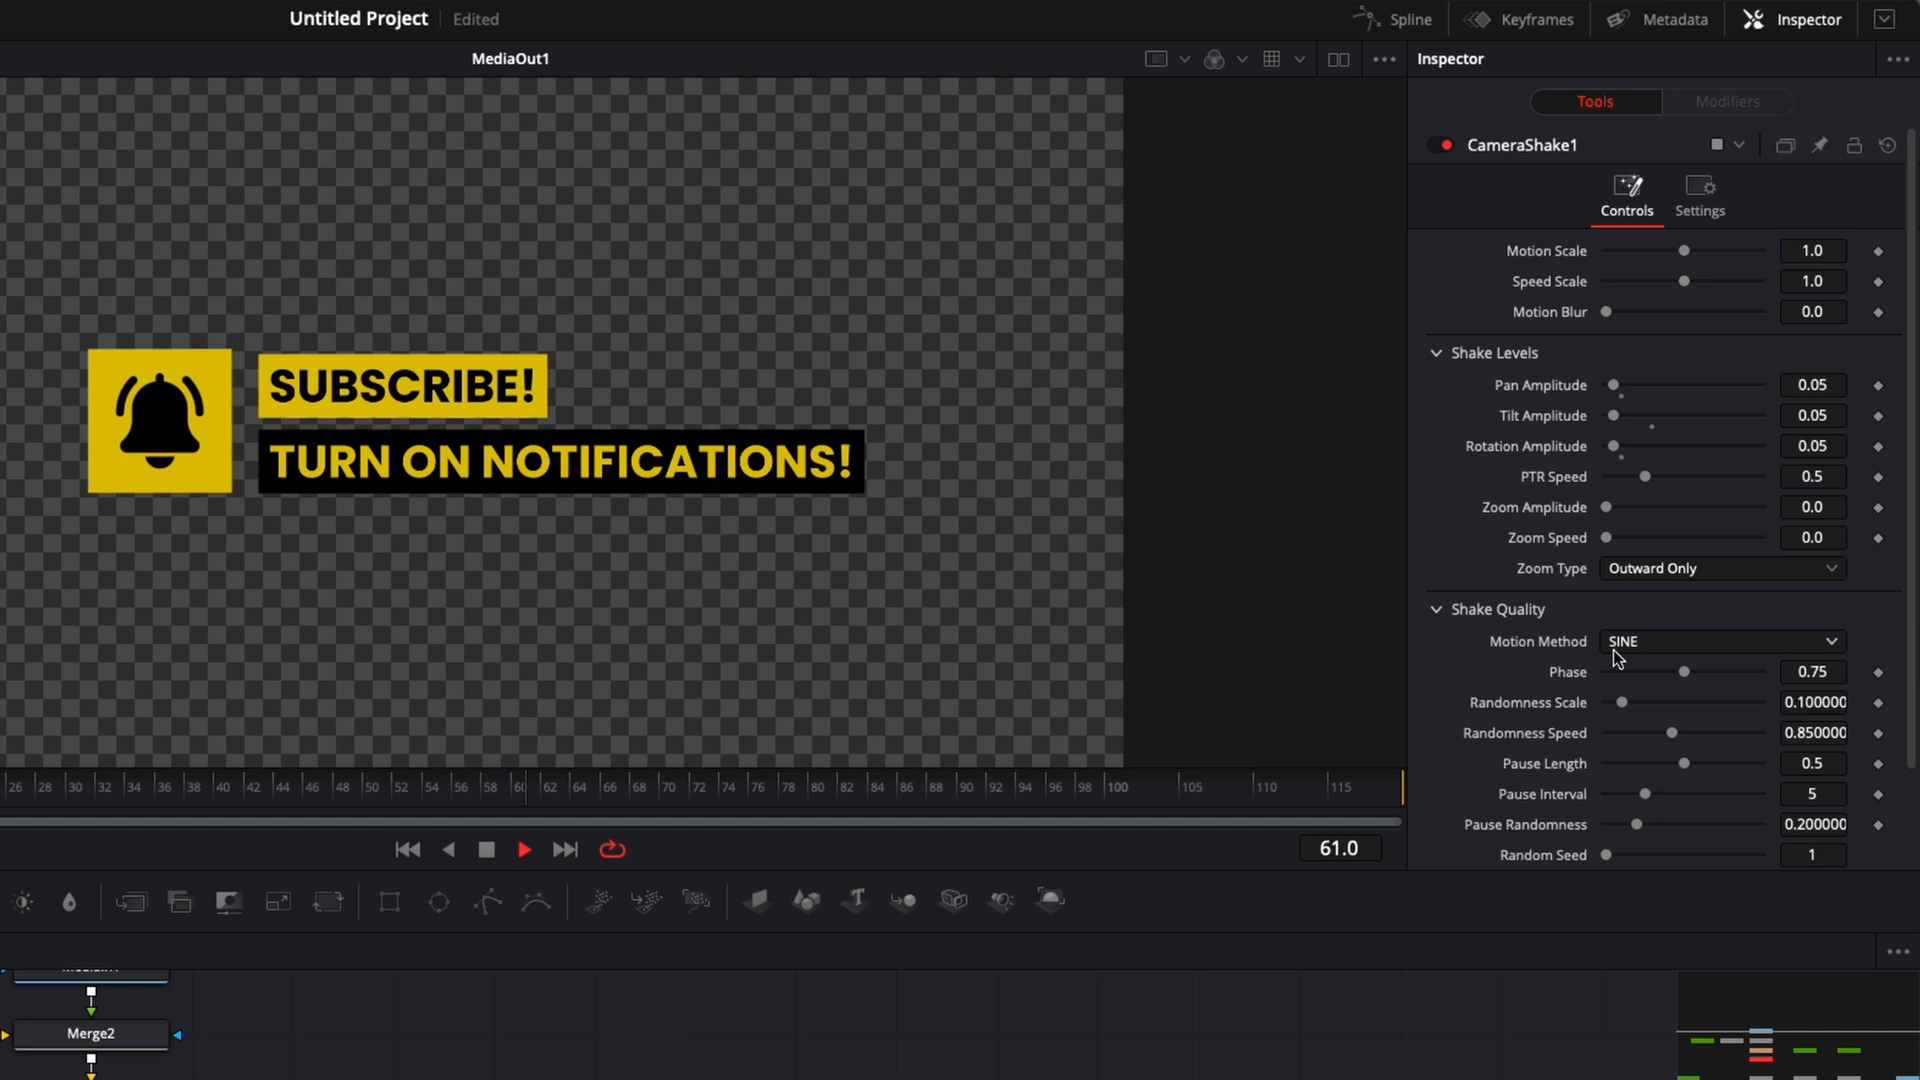 Untitled Project Edited Spline Keyframes Metadata Inspector
MediaOut1
Inspector
Tools Modifiers
CameraShake1
Controls Settings
Motion Scale 1.0
Speed Scale 1.0
Motion Blur 0.0
Shake Levels
Pan Amplitude 0.05
Tilt Amplitude 0.05
Rotation Amplitude 0.05
PTR Speed 0.5
Zoom Amplitude 0.0
Zoom Speed 0.0
Zoom Type Outward Only
Shake Quality
Motion Method SINE
Phase 0.75
Randomness Scale 0.100000
Randomness Speed 0.850000
Pause Length 0.5
Pause Interval 5
Pause Randomness 0.200000
Random Seed 1
SUBSCRIBE!
TURN ON NOTIFICATIONS!
26 28 30 32 34 36 38 40 42 44 46 48 50 52 54 56 58 60 62 64 66 68 70 72 74 76 78 80 82 84 86 88 90 92 94 96 98 100 105 110 115
61.0
Merge2